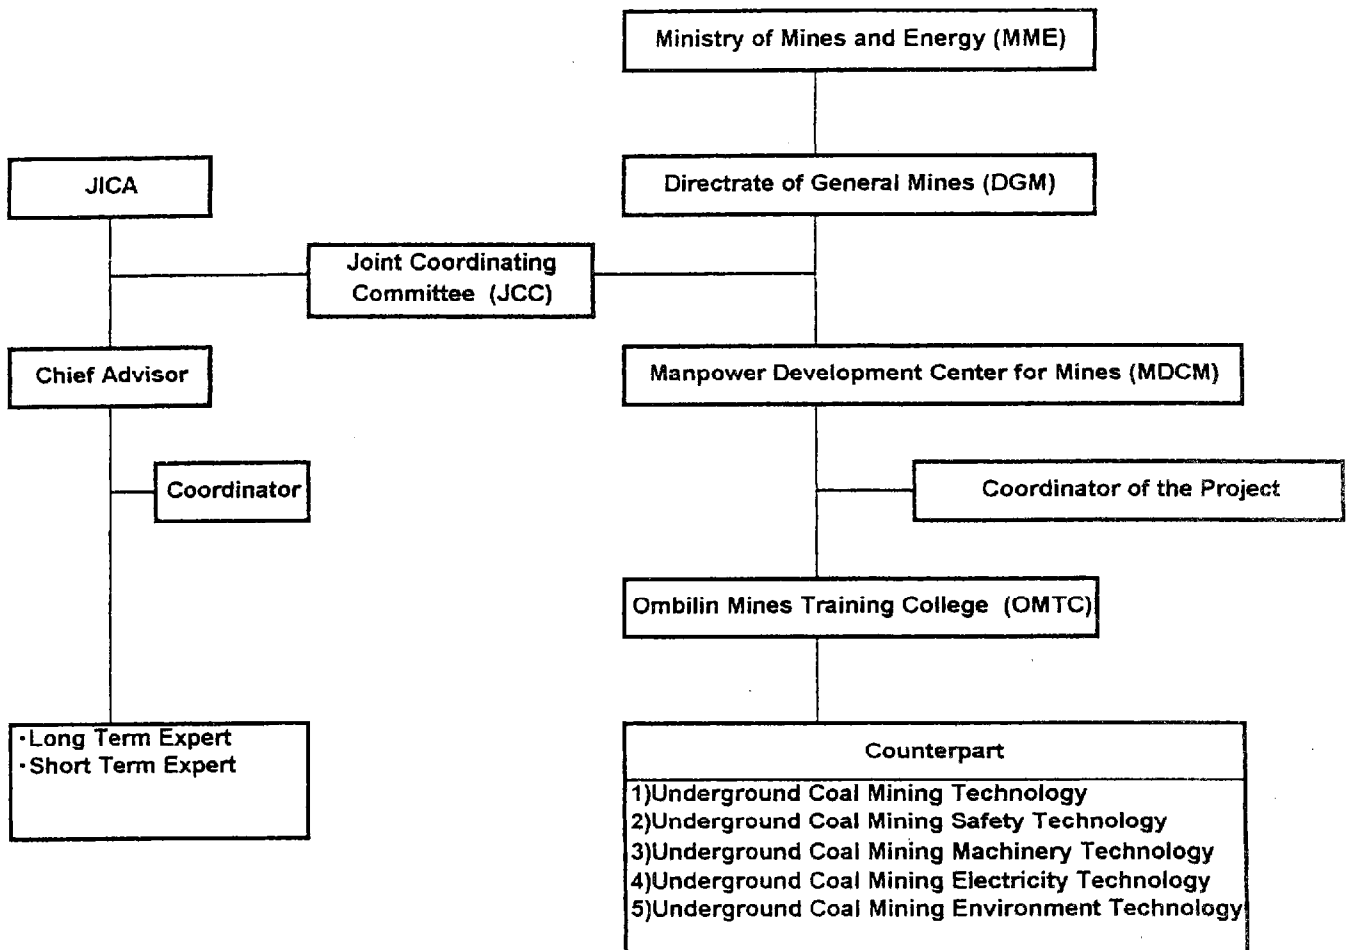 Ministry of Mines and Energy (MME)
JICA
Directrate of General Mines (DGM)
Joint Coordinating
Committee (JCC)
Chief Advisor
Manpower Development Center for Mines (MDCM)
Coordinator
Coordinator of the Project
Ombilin Mines Training College (OMTC)
・Long Term Expert
・Short Term Expert
Counterpart
1)Underground Coal Mining Technology
2)Underground Coal Mining Safety Technology
3)Underground Coal Mining Machinery Technology
4)Underground Coal Mining Electricity Technology
5)Underground Coal Mining Environment Technology